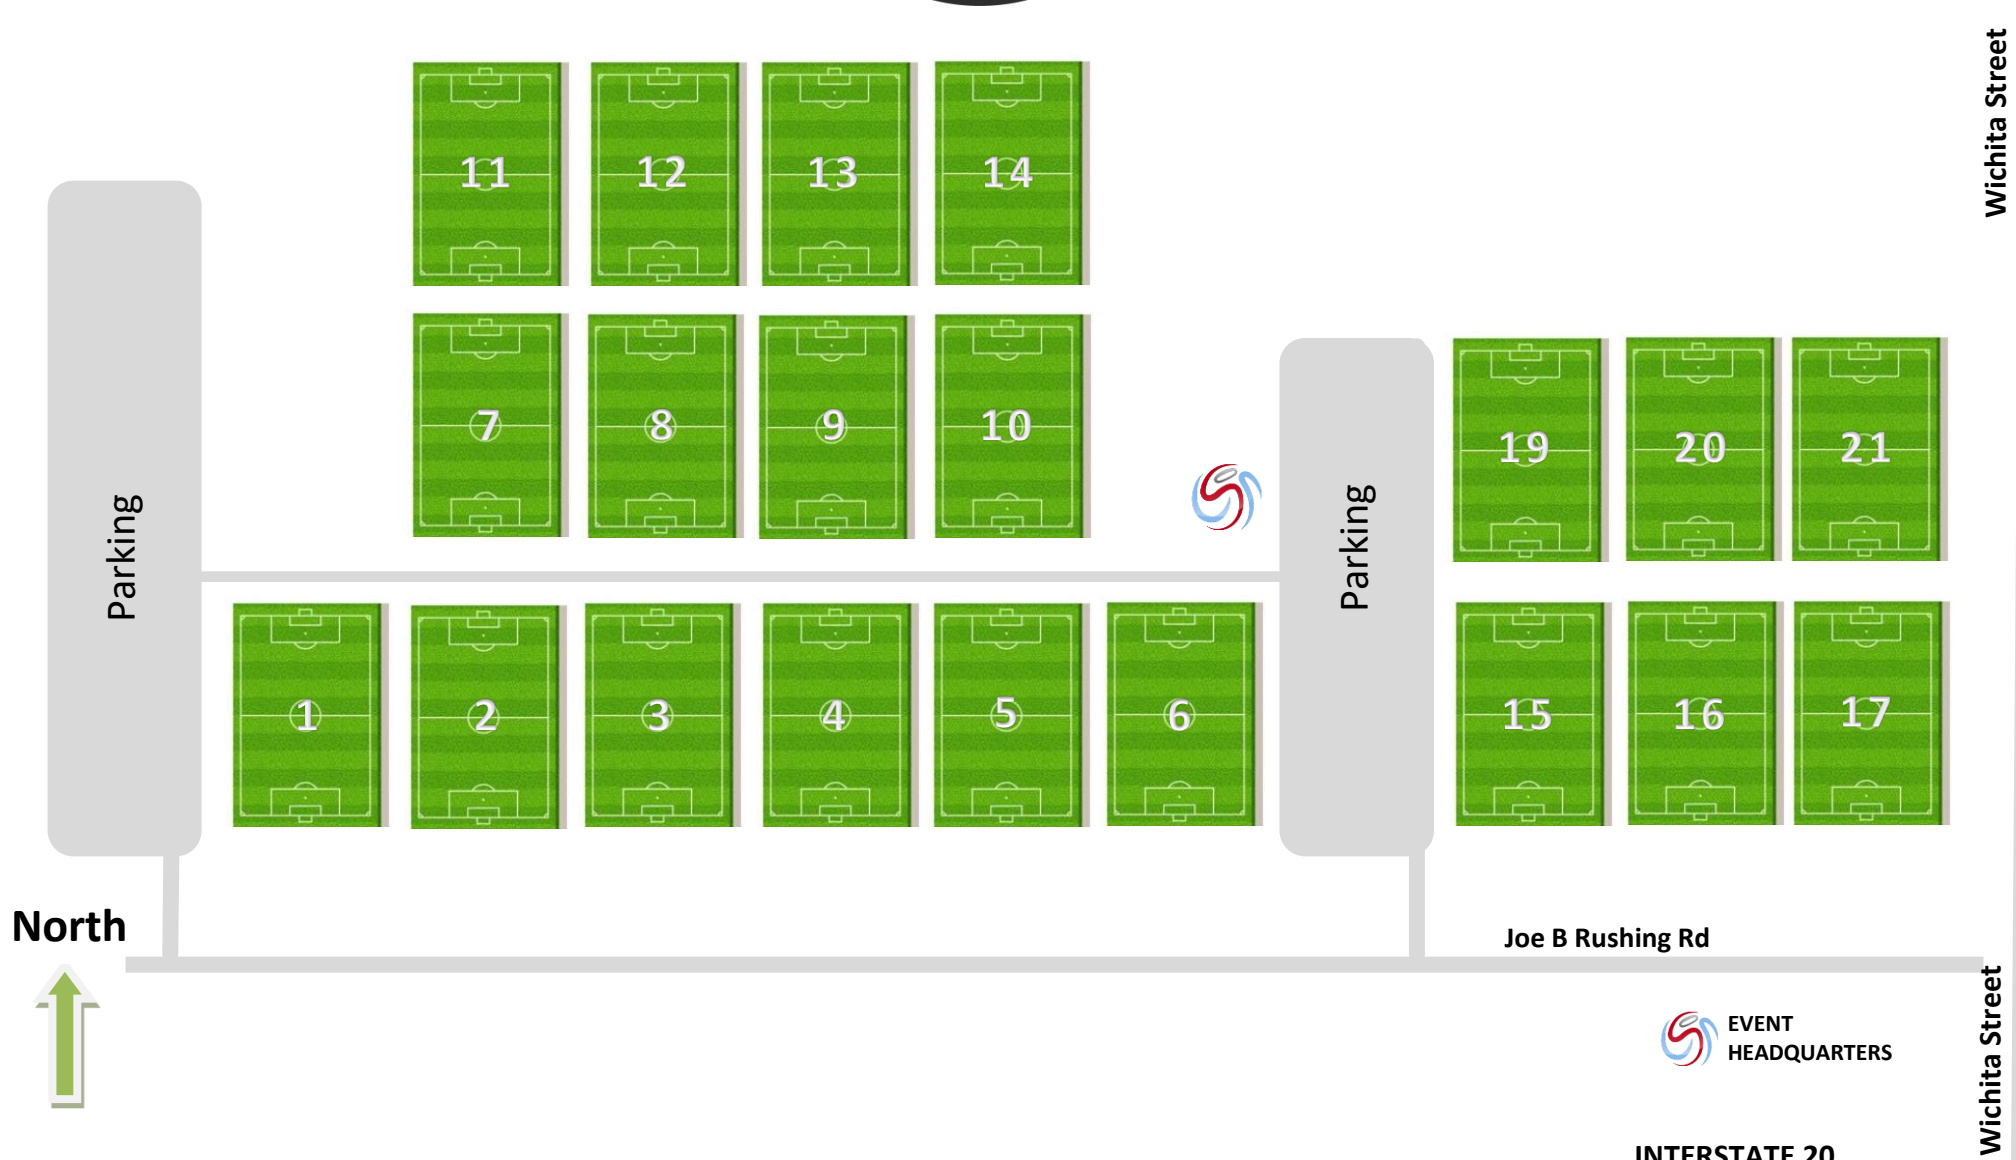 Wichita Street
11
12
13
14
7
8
9
10
19
20
21
Parking
Parking
1
2
3
4
5
6
15
16
17
North
Joe B Rushing Rd
EVENT
HEADQUARTERS
Wichita Street
INTERSTATE 20